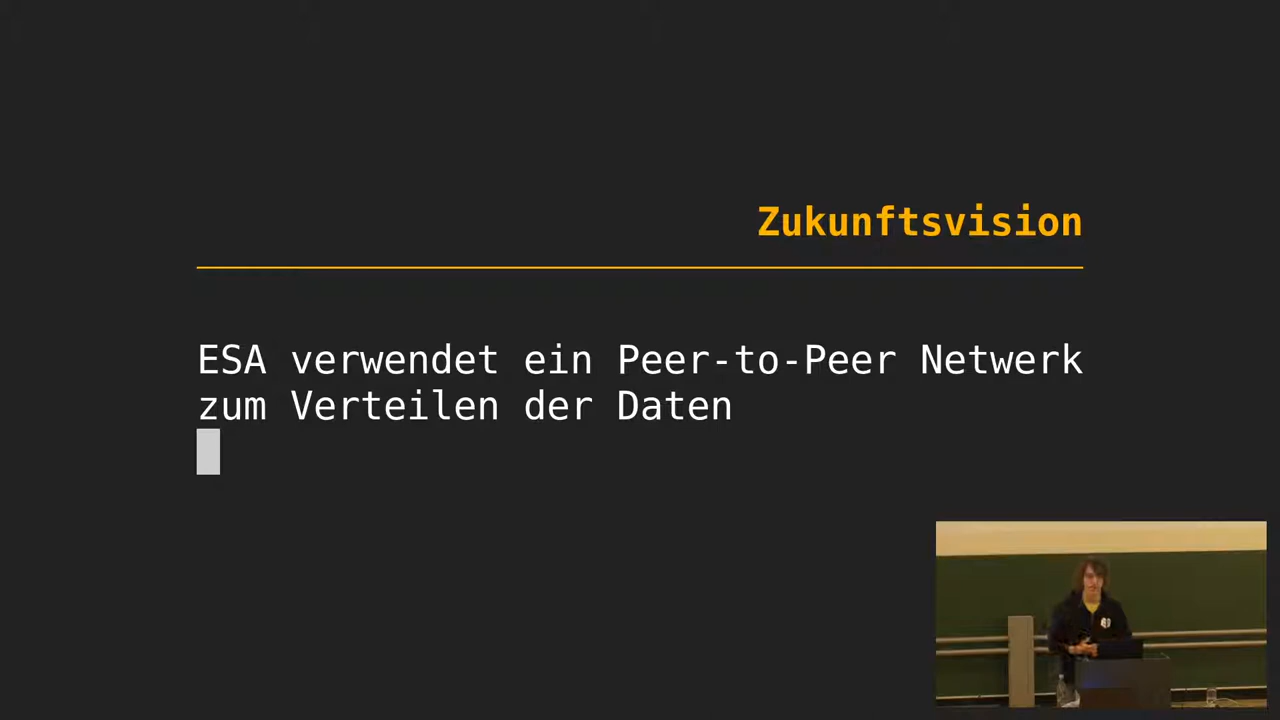 Zukunftsvision
ESA verwendet ein Peer-to-Peer Netwerk
zum Verteilen der Daten